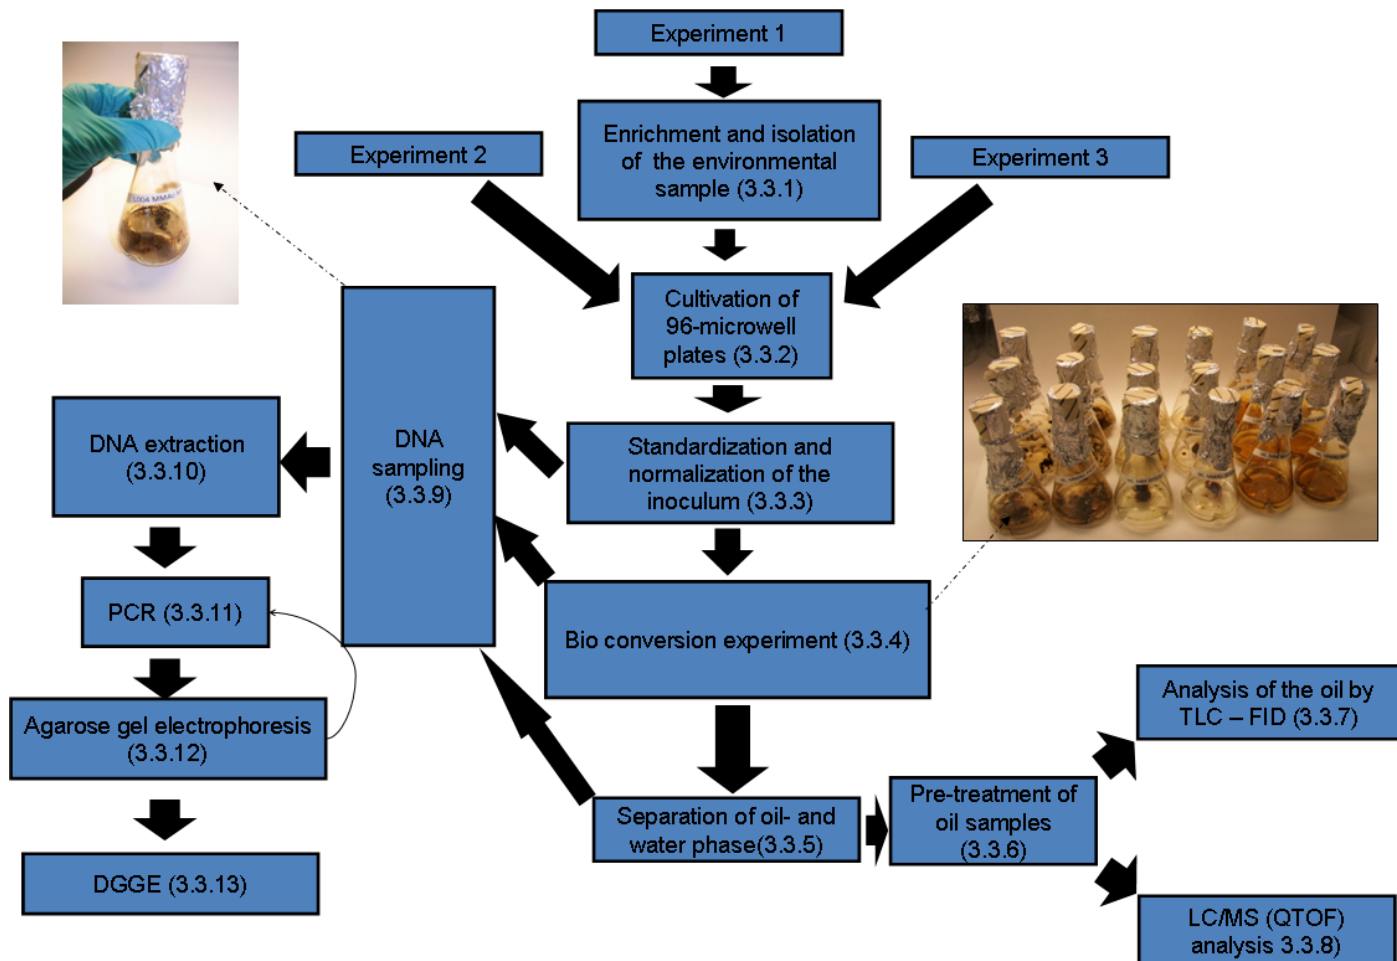 Experiment 1
Enrichment and isolation
of the environmental
sample (3.3.1)
Experiment 2
Experiment 3
Cultivation of
96-microwell
plates (3.3.2)
Standardization and
normalization of the
inoculum (3.3.3)
DNA
sampling
(3.3.9)
DNA extraction
(3.3.10)
PCR (3.3.11)
Bio conversion experiment (3.3.4)
Agarose gel electrophoresis
(3.3.12)
Analysis of the oil by
TLC – FID (3.3.7)
Separation of oil- and
water phase(3.3.5)
Pre-treatment of
oil samples
(3.3.6)
DGGE (3.3.13)
LC/MS (QTOF)
analysis 3.3.8)